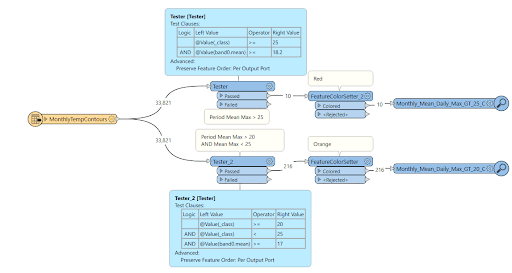 Tester [Tester]
Test Clauses:
Logic Left Value Operator Right Value
@Value(_class) >= 25
AND @Value(band0.mean) >= 18.2
Advanced:
Preserve Feature Order: Per Output Port
Tester
Passed
Failed
Period Mean Max > 25
Red
FeatureColorSetter_2
Colored
<Rejected>
10
10
Monthly_Mean_Daily_Max_GT_25_C
33,821
MonthlyTempContours
33,821
Period Mean Max > 20
AND Mean Max < 25
Orange
Tester_2
Passed
Failed
216
FeatureColorSetter
Colored
<Rejected>
216
Monthly_Mean_Daily_Max_GT_20_C
Tester_2 [Tester]
Test Clauses:
Logic Left Value Operator Right Value
@Value(_class) >= 20
AND @Value(_class) < 25
AND @Value(band0.mean) >= 17
Advanced:
Preserve Feature Order: Per Output Port